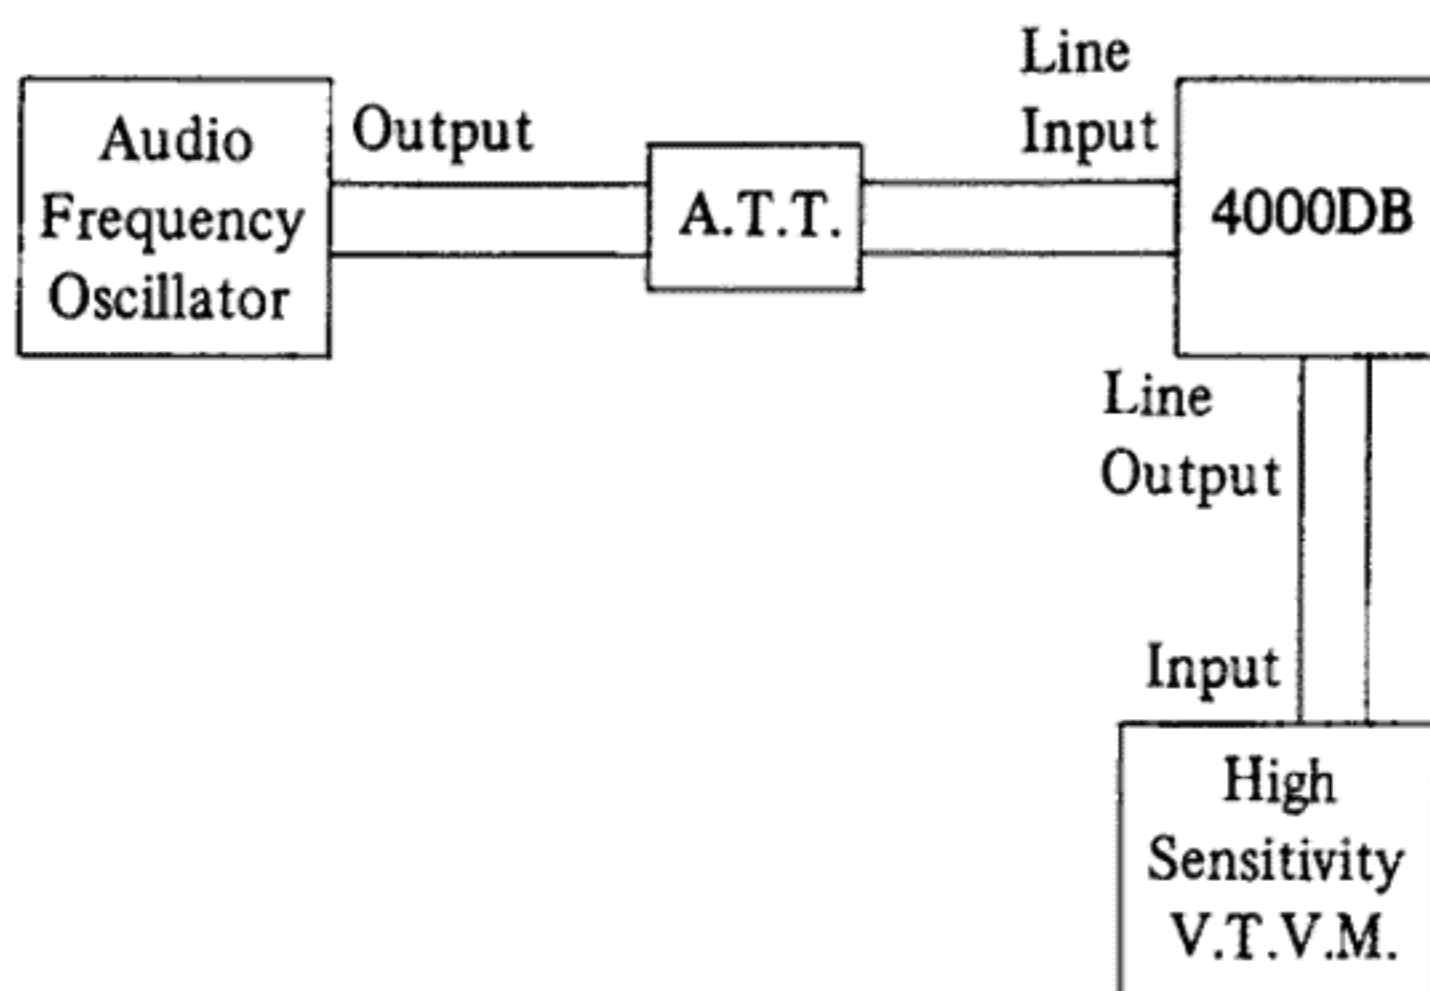 Audio
Frequency
Oscillator
Output
A.T.T.
Line
Input
4000DB
Line
Output
Input
High
Sensitivity
V.T.V.M.